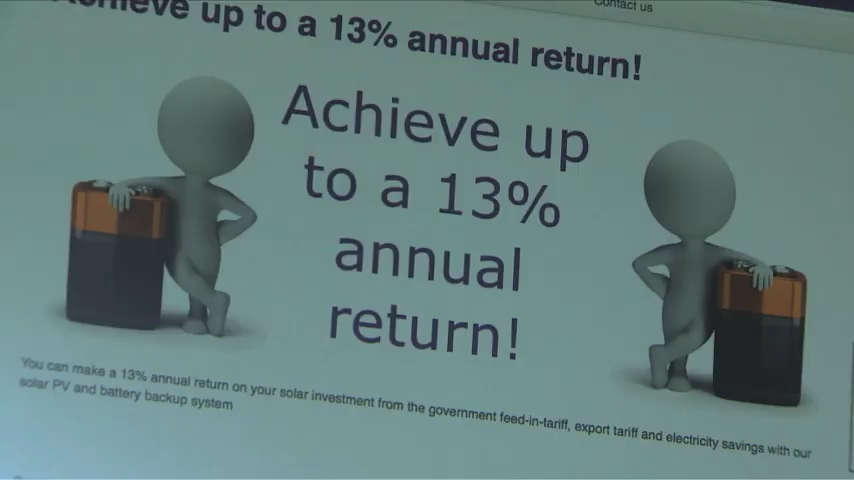 Contact us
Achieve up to a 13% annual return!
Achieve up
to a 13%
annual
return!
You can make a 13% annual return on your solar investment from the government feed-in-tariff, export tariff and electricity savings with our
solar PV and battery backup system